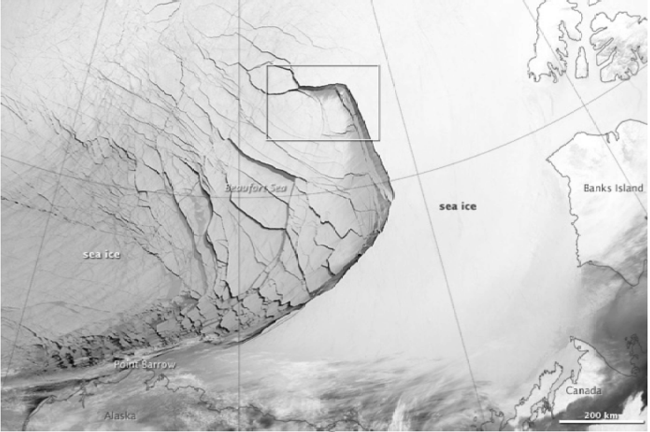 Beaufort Sea
Banks Island
sea ice
sea ice
Point Barrow
Canada
Alaska
200 km